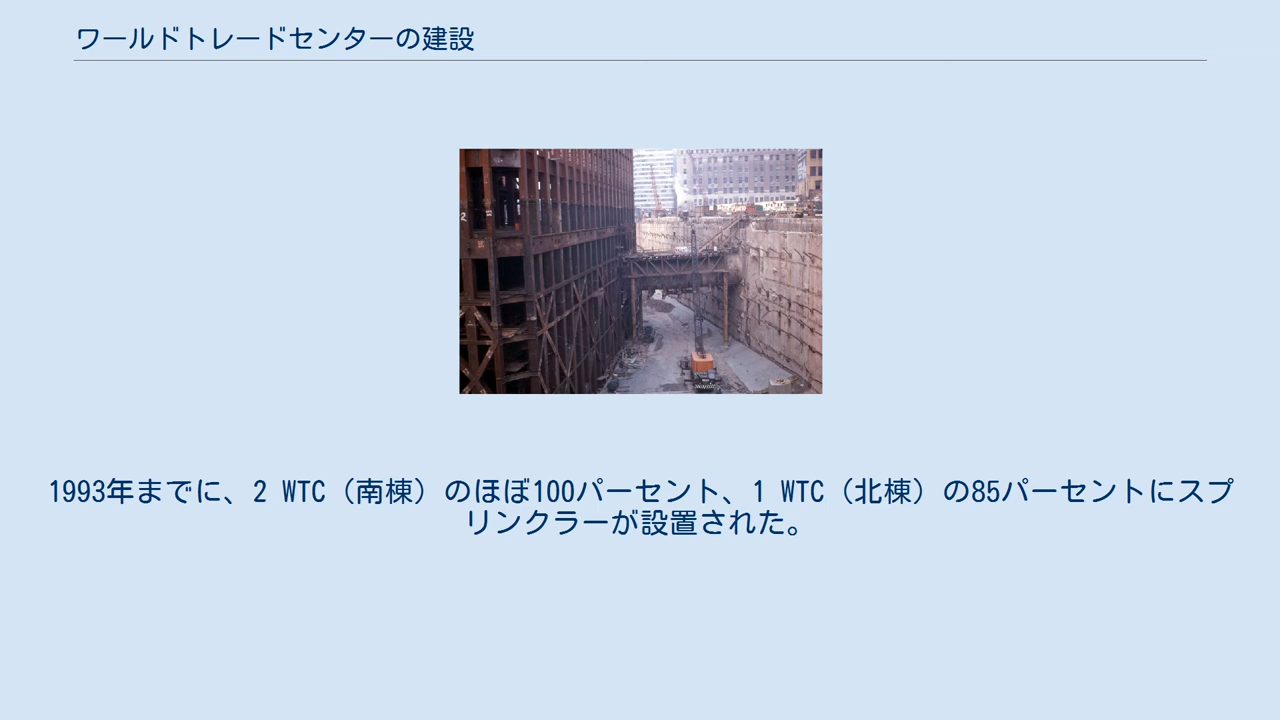 ワールドトレードセンターの建設
1993年までに、2 WTC（南棟）のほぼ100パーセント、1 WTC（北棟）の85パーセントにスプ
リンクラーが設置された。